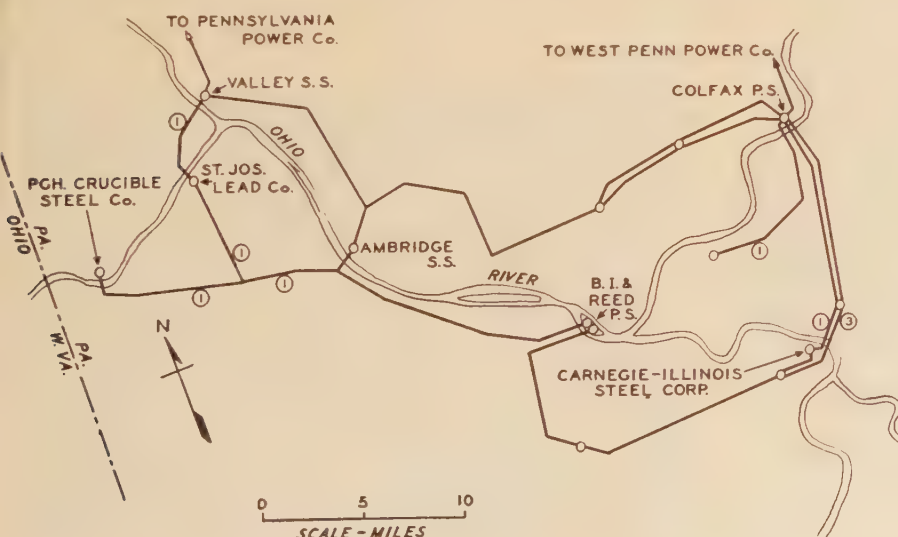 TO PENNSYLVANIA
POWER Co.
VALLEY S.S.
TO WEST PENN POWER Co.
COLFAX P.S.
1
OHIO
ST. JOS.
LEAD Co.
PGH. CRUCIBLE
STEEL Co.
PA.
OHIO
AMBRIDGE
S.S.
1
1
1
1
RIVER
B.I.&
REED
P.S.
PA.
W. VA.
N
1
3
CARNEGIE-ILLINOIS
STEEL CORP.
0 5 10
SCALE - MILES